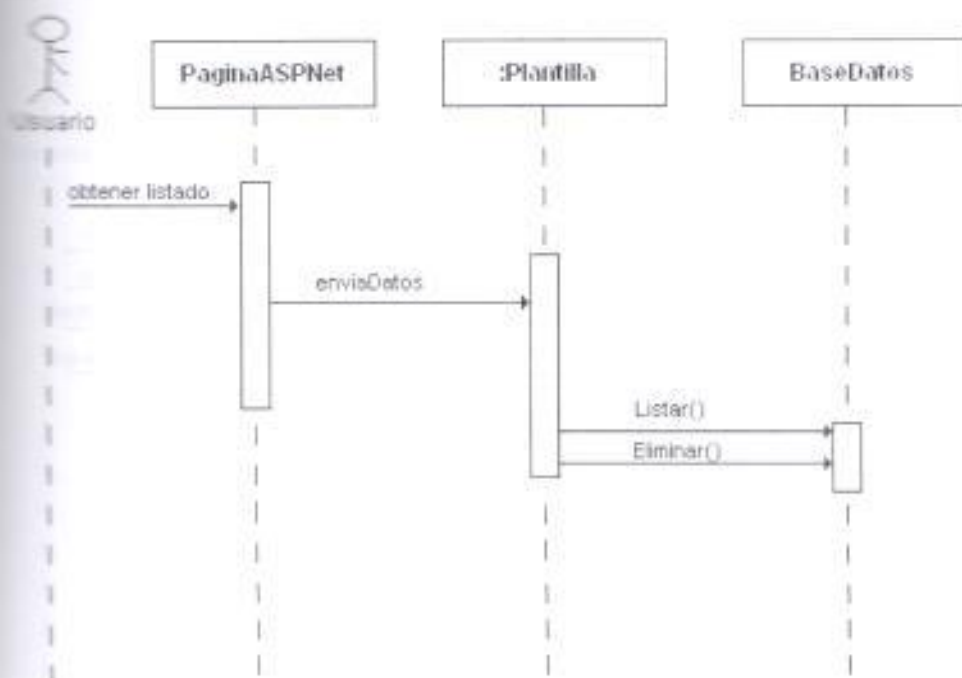 PaginaASPNet
:Plantilla
BaseDatos
Usuario
obtener listado
enviaDatos
Listar()
Eliminar()